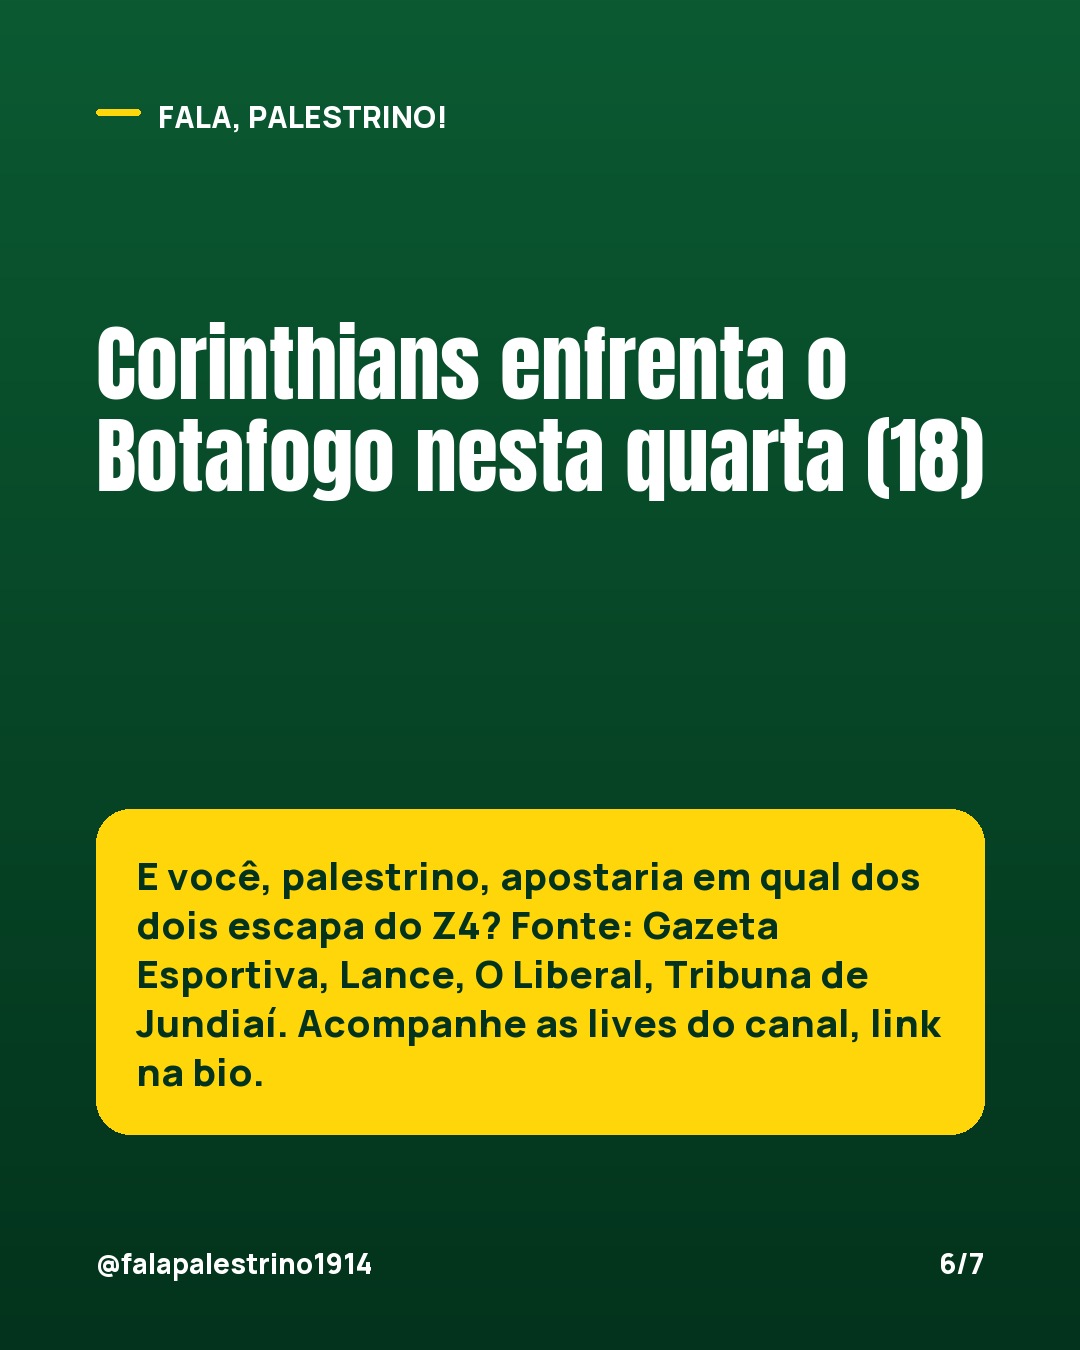 FALA, PALESTRINO!
Corinthians enfrenta o
Botafogo nesta quarta (18)
E você, palestrino, apostaria em qual dos
dois escapa do Z4? Fonte: Gazeta
Esportiva, Lance, O Liberal, Tribuna de
Jundiaí. Acompanhe as lives do canal, link
na bio.
@falapalestrino1914
6/7